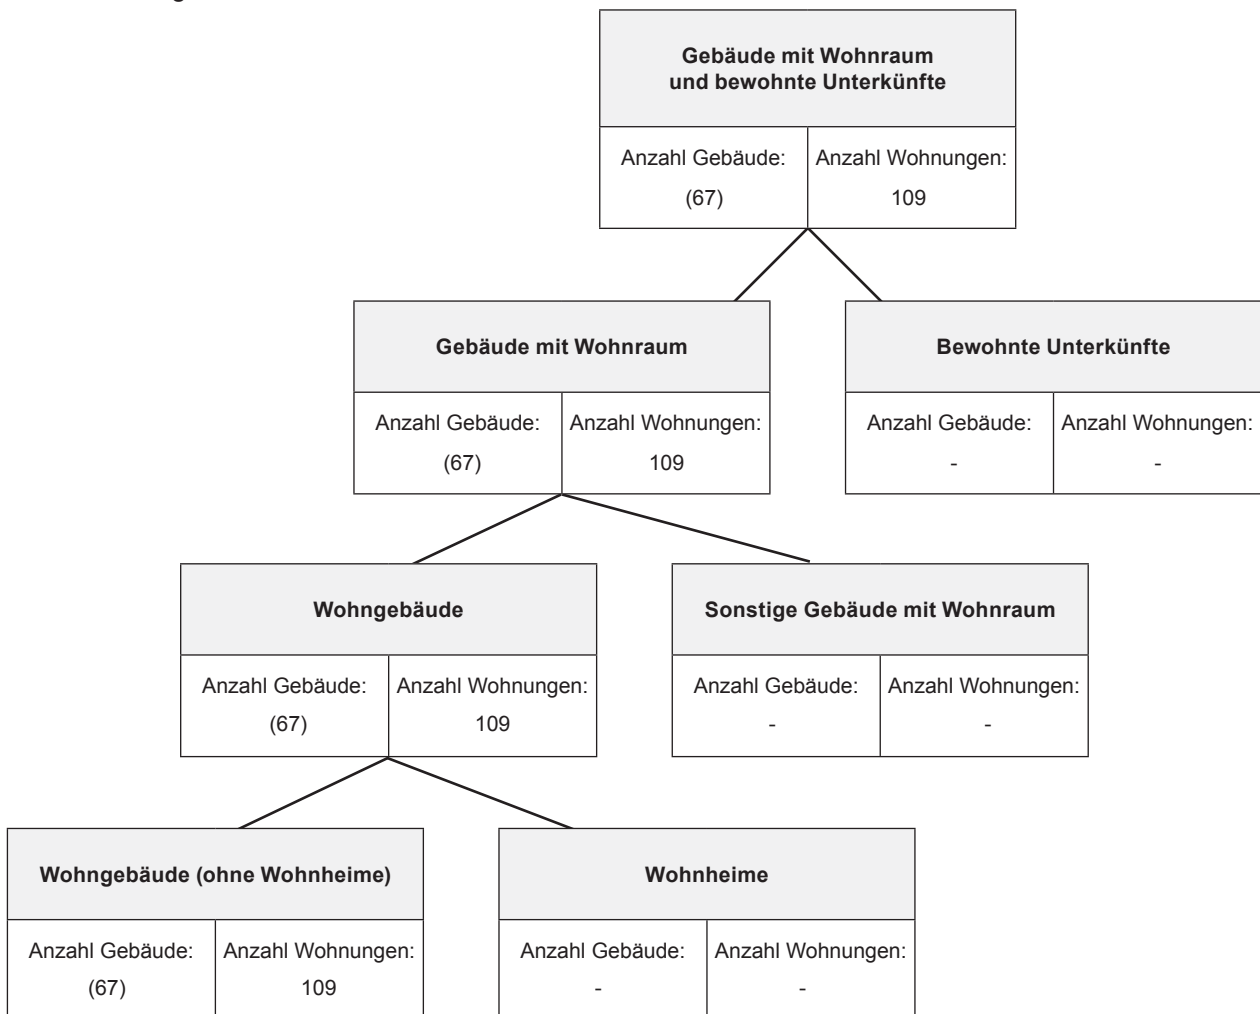 Gebäude mit Wohnraum
und bewohnte Unterkünfte
Anzahl Gebäude: Anzahl Wohnungen:
(67) 109
Gebäude mit Wohnraum
Anzahl Gebäude: Anzahl Wohnungen:
(67) 109
Bewohnte Unterkünfte
Anzahl Gebäude: Anzahl Wohnungen:
- -
Wohngebäude
Anzahl Gebäude: Anzahl Wohnungen:
(67) 109
Sonstige Gebäude mit Wohnraum
Anzahl Gebäude: Anzahl Wohnungen:
- -
Wohngebäude (ohne Wohnheime)
Anzahl Gebäude: Anzahl Wohnungen:
(67) 109
Wohnheime
Anzahl Gebäude: Anzahl Wohnungen:
- -